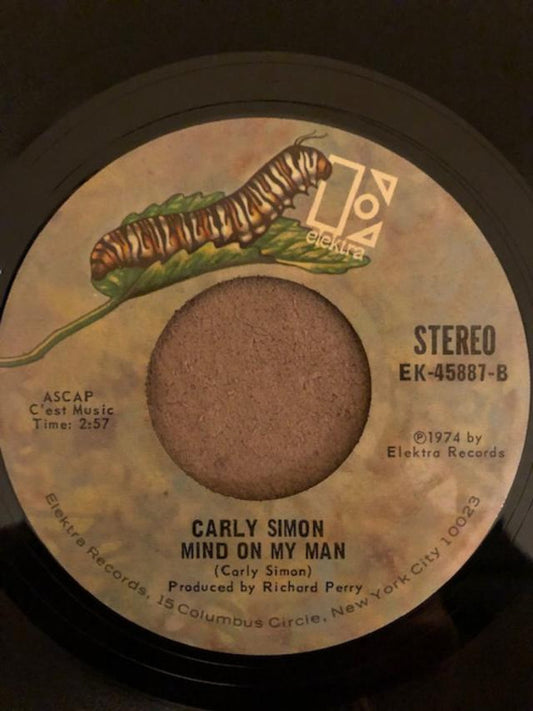 elektra
STEREO
EK-45887-B
ASCAP
C'est Music
Time: 2:57
℗1974 by
Elektra Records
CARLY SIMON
MIND ON MY MAN
(Carly Simon)
Produced by Richard Perry
Elektra Records, 15 Columbus Circle, New York City 10023